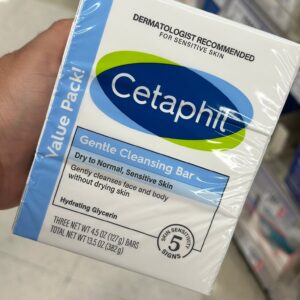 DERMATOLOGIST RECOMMENDED
FOR SENSITIVE SKIN
Cetaphil
Value Pack!
Gentle Cleansing Bar
Dry to Normal, Sensitive Skin
Gently cleanses face and body
without drying skin
Hydrating Glycerin
THREE NET WT 4.5 OZ (127g) BARS
TOTAL NET WT 13.5 OZ (382g)
SKIN SENSITIVITY
5
SIGNS